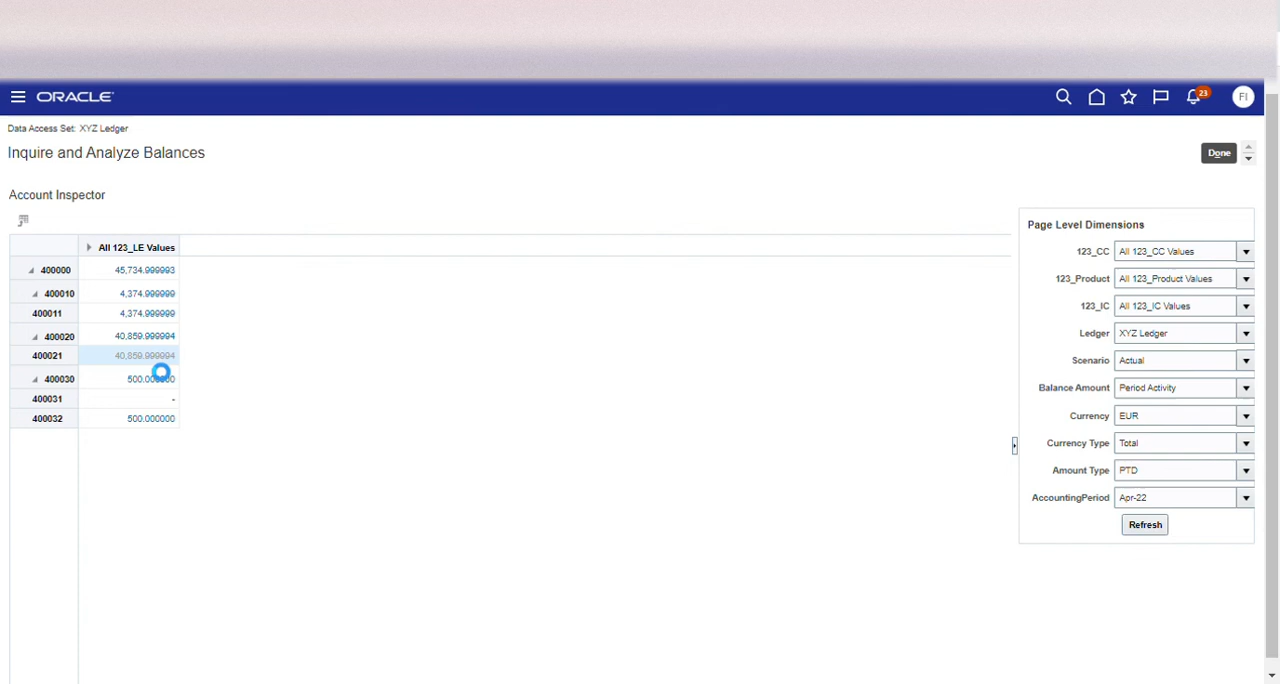 ORACLE
23
FI
Data Access Set: XYZ Ledger
Inquire and Analyze Balances
Done
Account Inspector
All 123_LE Values
400000 45,734.999993
400010 4,374.999999
400011 4,374.999999
400020 40,859.999994
400021 40,859.999994
400030 500.000000
400031 -
400032 500.000000
Page Level Dimensions
123_CC All 123_CC Values
123_Product All 123_Product Values
123_IC All 123_IC Values
Ledger XYZ Ledger
Scenario Actual
Balance Amount Period Activity
Currency EUR
Currency Type Total
Amount Type PTD
AccountingPeriod Apr-22
Refresh